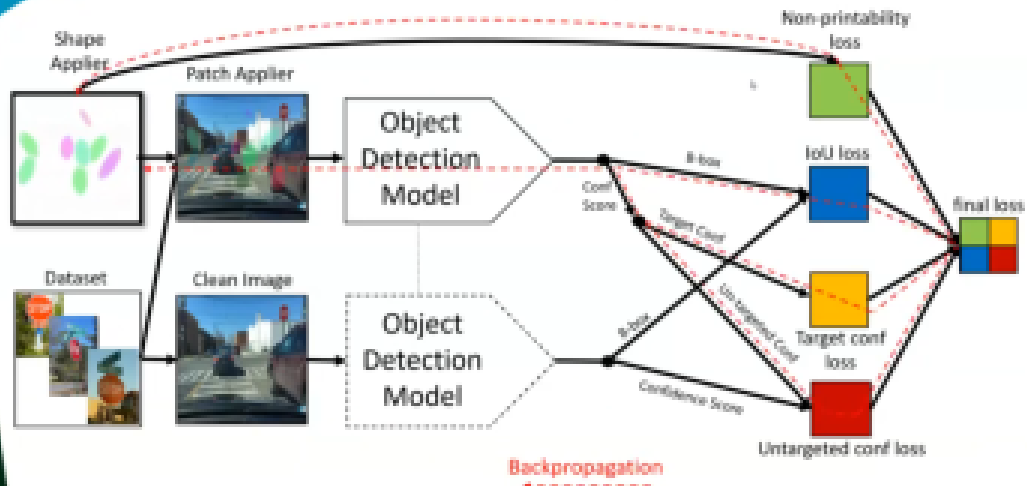 Non-printability
loss
Shape
Applier
Patch Applier
Object
Detection
Model
B-box
IoU loss
Conf
Score
Target Conf
final loss
Dataset
Clean Image
Object
Detection
Model
B-box
Un-targeted Conf
Target conf
loss
Confidence Score
Untargeted conf loss
Backpropagation